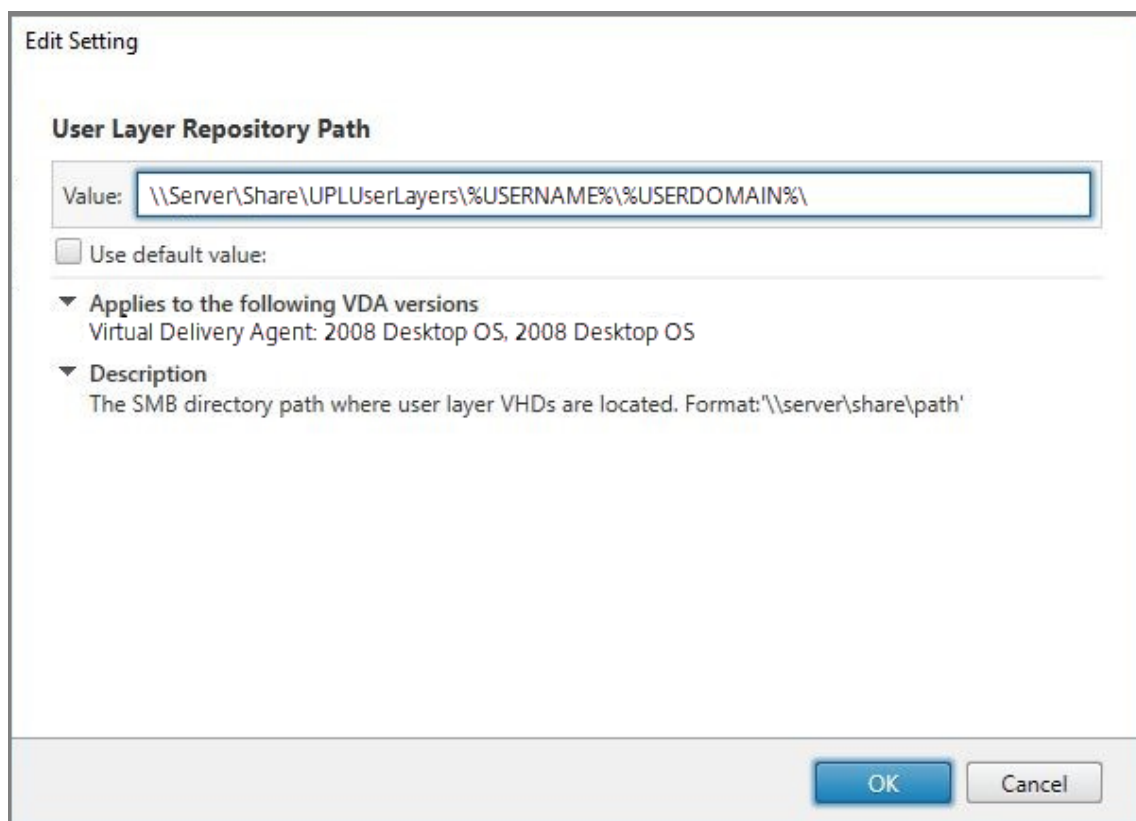 Edit Setting
User Layer Repository Path
Value: \\Server\Share\UPLUserLayers\%USERNAME%\%USERDOMAIN%\
Use default value:
Applies to the following VDA versions
Virtual Delivery Agent: 2008 Desktop OS, 2008 Desktop OS
Description
The SMB directory path where user layer VHDs are located. Format:'\\server\share\path'
OK Cancel